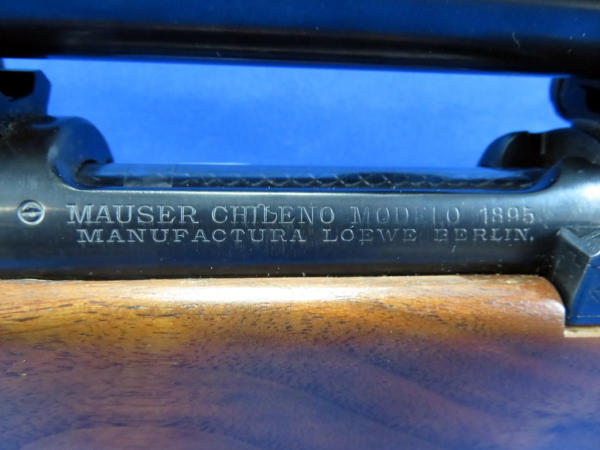 MAUSER CHILENO MODELO 1895
MANUFACTURA LOEWE BERLIN.